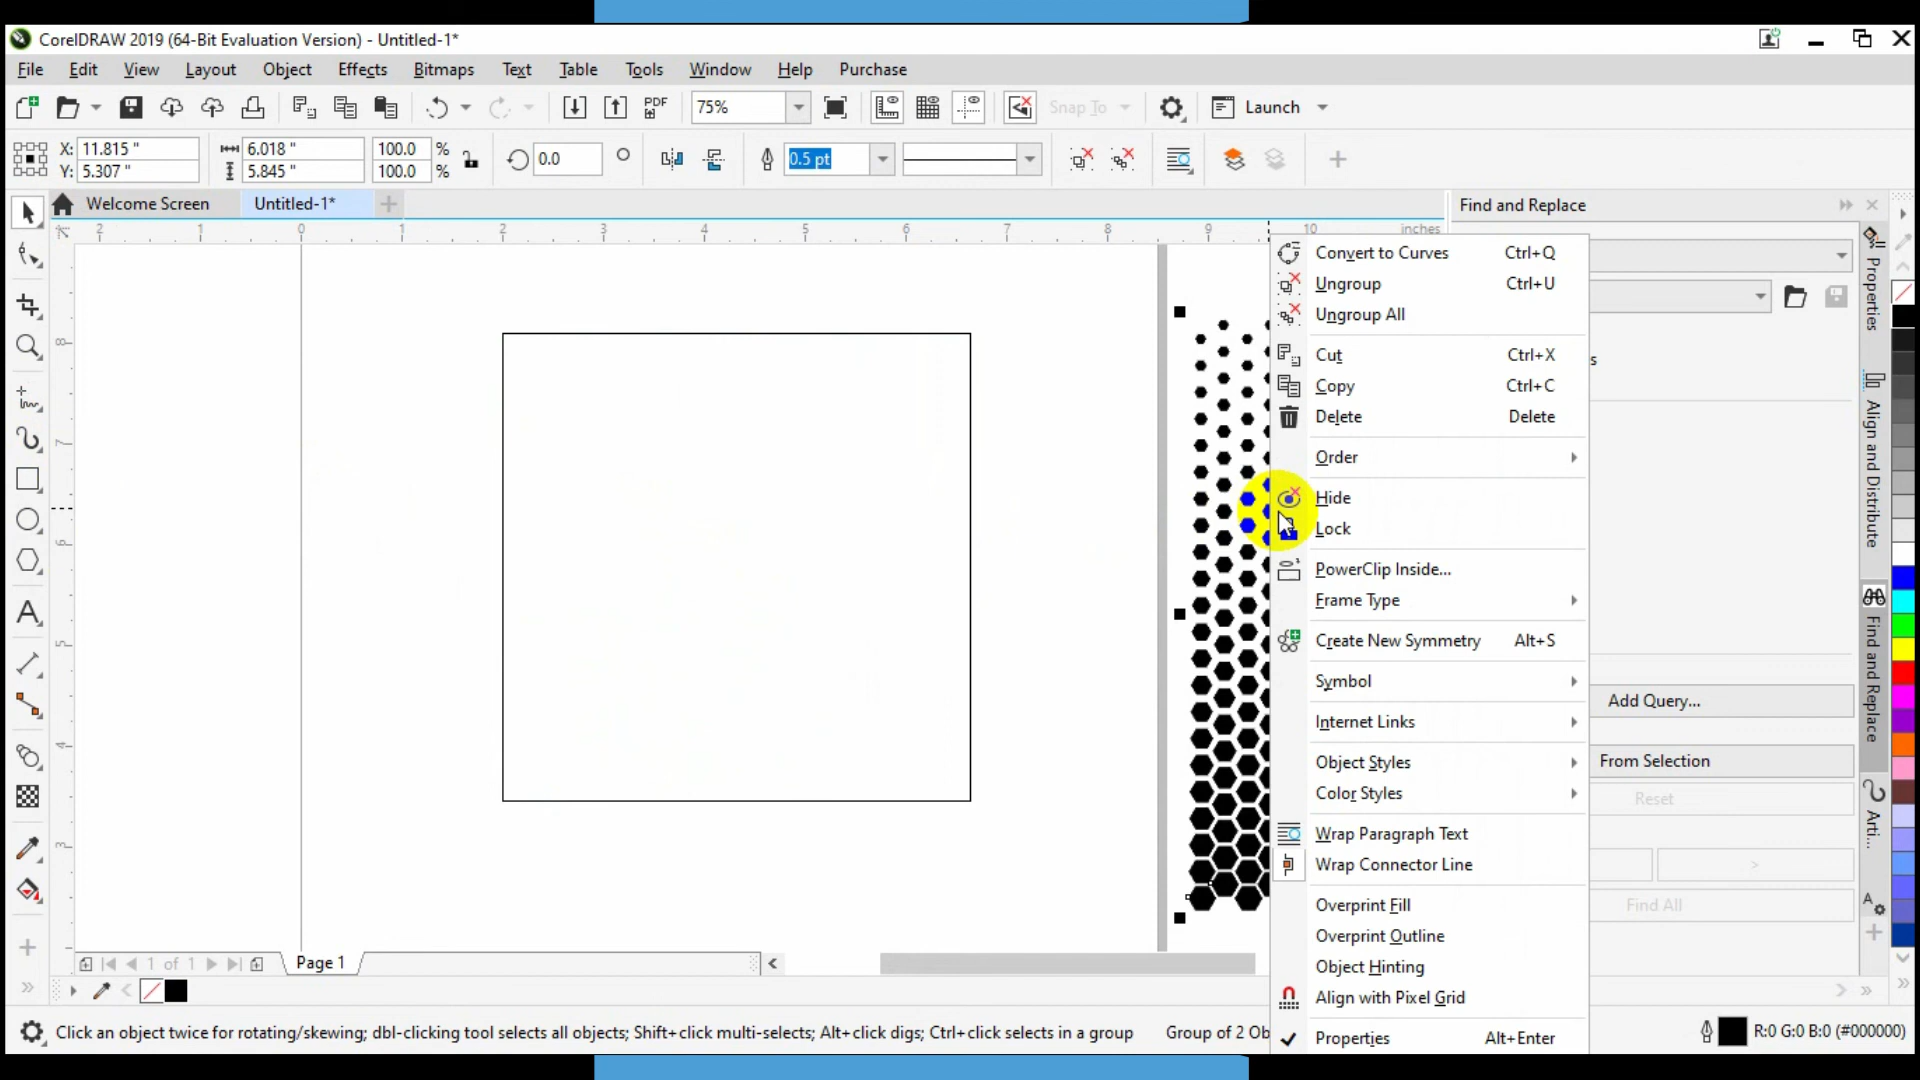 CorelDRAW 2019 (64-Bit Evaluation Version) - Untitled-1*
File Edit View Layout Object Effects Bitmaps Text Table Tools Window Help Purchase
PDF 75% Snap To Launch
X: 11.815 " 6.018 " 100.0 % 0.0 0.5 pt
Y: 5.307 " 5.845 " 100.0 %
Welcome Screen Untitled-1* Find and Replace
2 1 0 1 2 3 4 5 6 7 8 9 10 inches
8
7
6
5
4
3
Convert to Curves Ctrl+Q
Ungroup Ctrl+U
Ungroup All
Cut Ctrl+X
Copy Ctrl+C
Delete Delete
Order
Hide
Lock
PowerClip Inside...
Frame Type
Create New Symmetry Alt+S
Symbol
Internet Links
Object Styles
Color Styles
Wrap Paragraph Text
Wrap Connector Line
Overprint Fill
Overprint Outline
Object Hinting
Align with Pixel Grid
Properties Alt+Enter
s
Add Query...
From Selection
Reset
>
Find All
Properties
Align and Distribute
Find and Replace
Arti...
1 of 1 Page 1
Click an object twice for rotating/skewing; dbl-clicking tool selects all objects; Shift+click multi-selects; Alt+click digs; Ctrl+click selects in a group Group of 2 Ob R:0 G:0 B:0 (#000000)